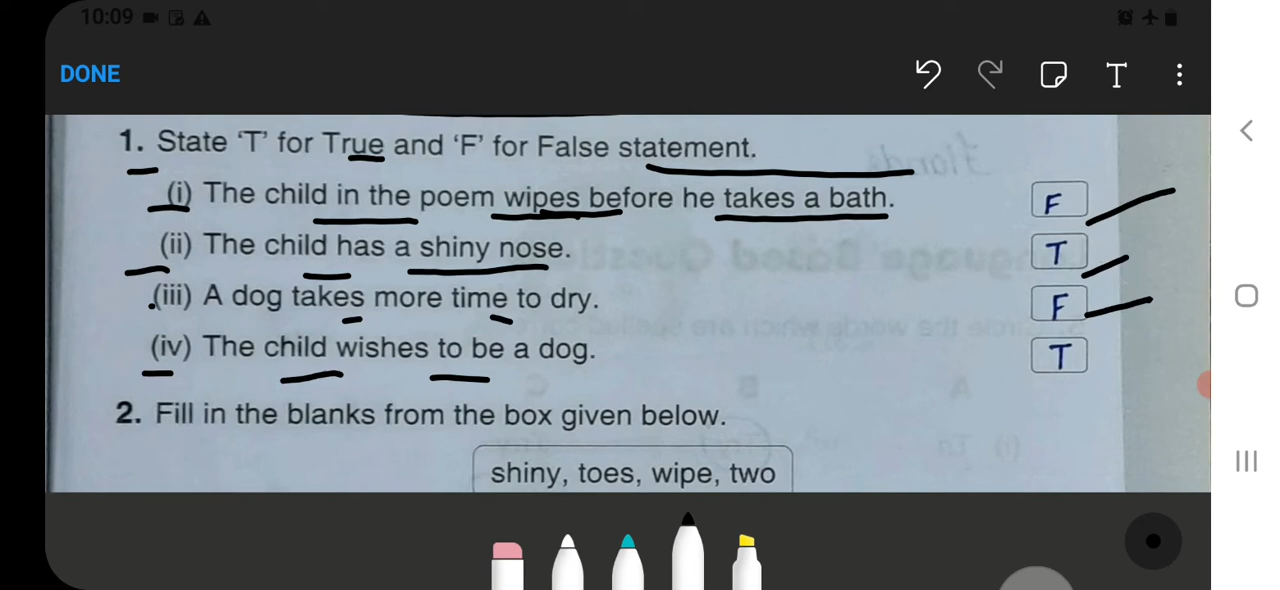 10:09
DONE
T
1. State ‘T’ for True and ‘F’ for False statement.
(i) The child in the poem wipes before he takes a bath. F
(ii) The child has a shiny nose. T
(iii) A dog takes more time to dry. F
(iv) The child wishes to be a dog. T
2. Fill in the blanks from the box given below.
shiny, toes, wipe, two